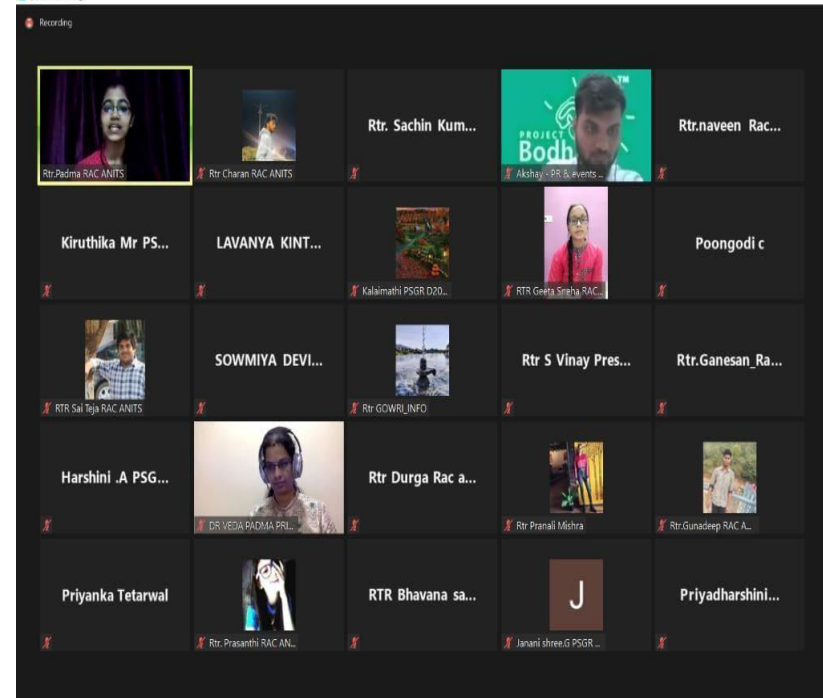 Recording
Rtr.Padma RAC ANITS
Rtr Charan RAC ANITS
Rtr. Sachin Kum...
PROJECT
Bodh
TM
Akshay - PR & events ...
Rtr.naveen Rac...
Kiruthika Mr PS...
LAVANYA KINT...
Kalaimathi PSGR D20...
RTR Geeta Sneha RAC...
Poongodi c
RTR Sai Teja RAC ANITS
SOWMIYA DEVI...
Rtr GOWRI_INFO
Rtr S Vinay Pres...
Rtr.Ganesan_Ra...
Harshini .A PSG...
DR VEDA PADMA PRI...
Rtr Durga Rac a...
Rtr Pranali Mishra
Rtr.Gunadeep RAC A...
Priyanka Tetarwal
Rtr. Prasanthi RAC AN...
RTR Bhavana sa...
J
Janani shree.G PSGR ...
Priyadharshini...